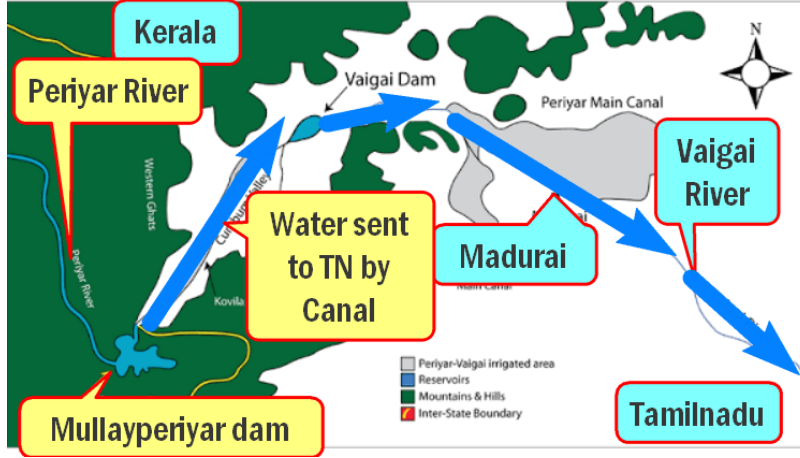 Kerala
N
Periyar River
Vaigai Dam
Periyar Main Canal
Western Ghats
Vaigai
River
Water sent
to TN by
Canal
Madurai
Main Canal
Periyar River
Kovila
Periyar-Vaigai irrigated area
Reservoirs
Mountains & Hills
Inter-State Boundary
Mullayperiyar dam
Tamilnadu